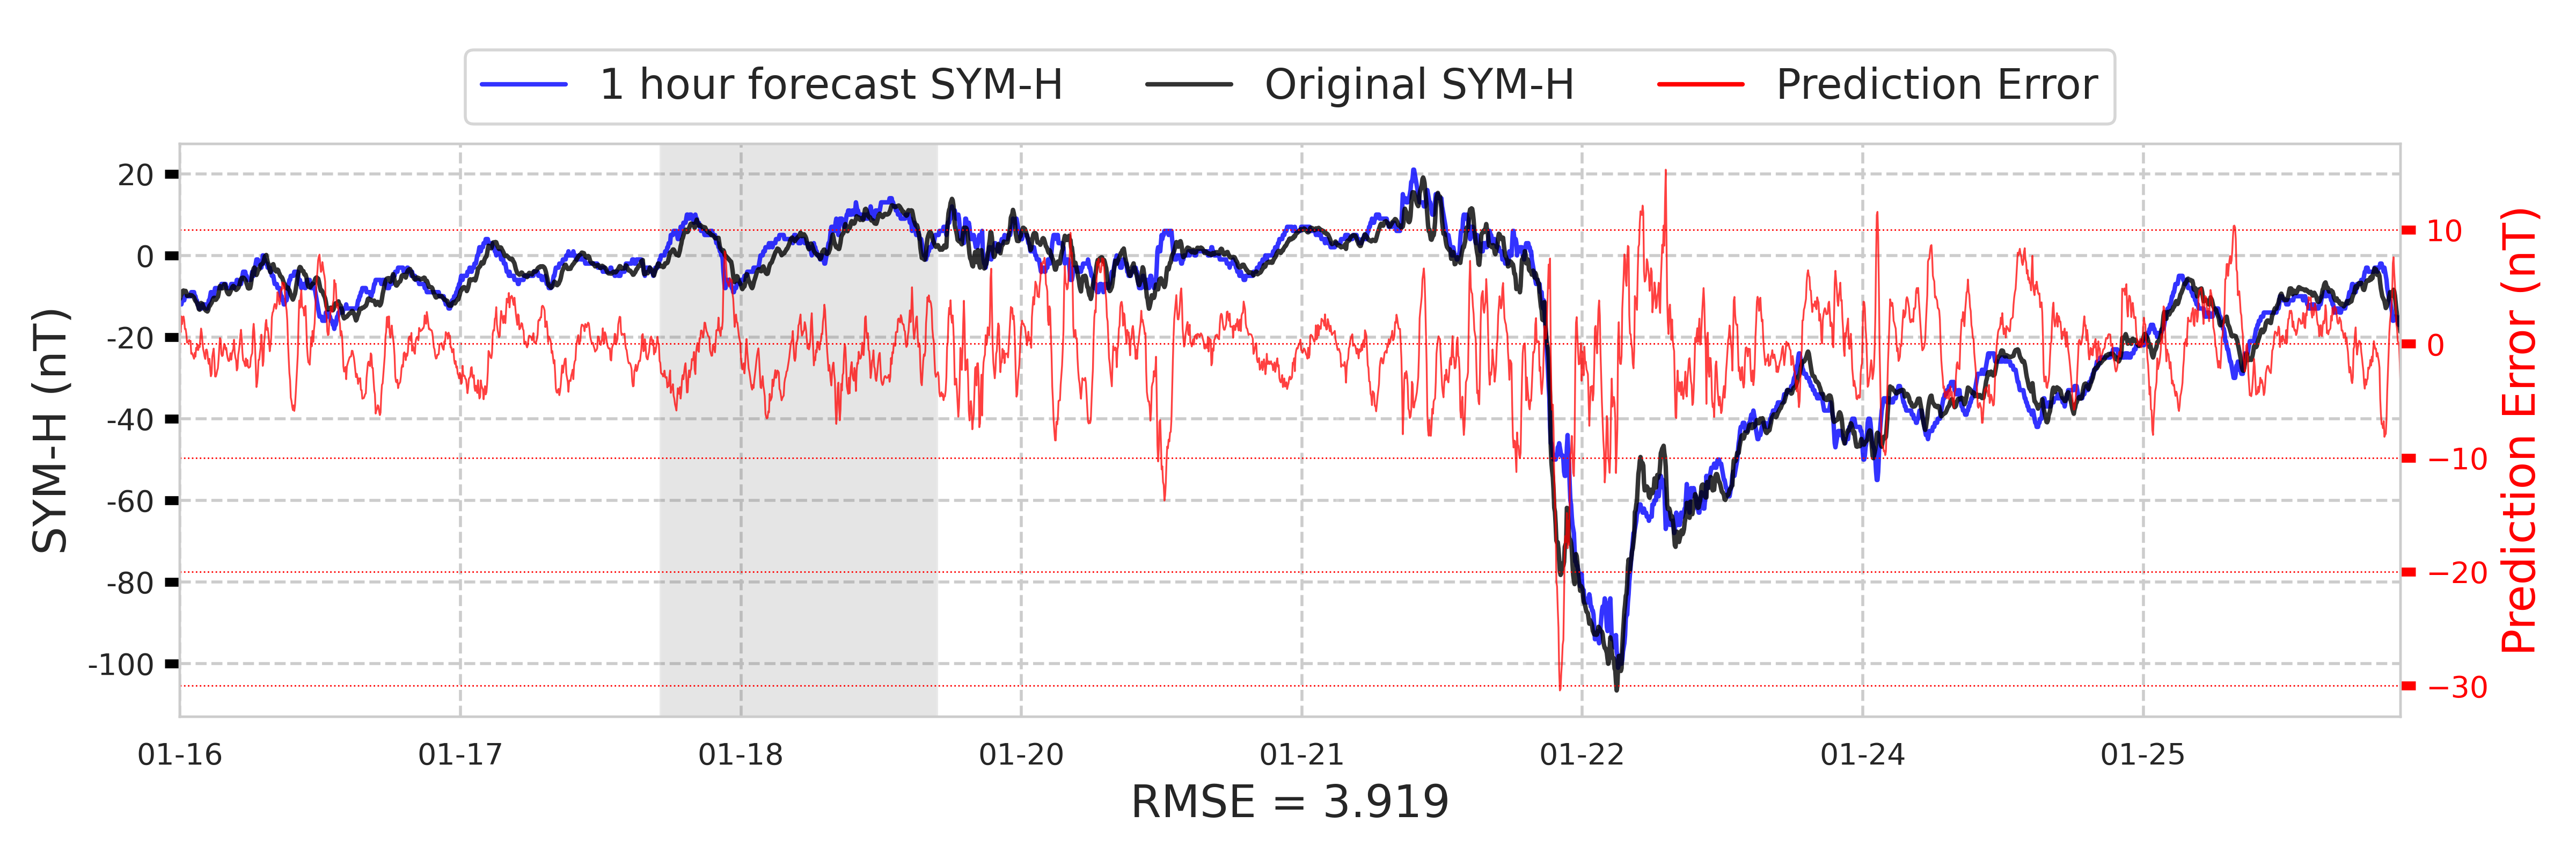 1 hour forecast SYM-H Original SYM-H Prediction Error
SYM-H (nT)
20
0
-20
-40
-60
-80
-100
10
0
−10
−20
−30
Prediction Error (nT)
01-16 01-17 01-18 01-20 01-21 01-22 01-24 01-25
RMSE = 3.919